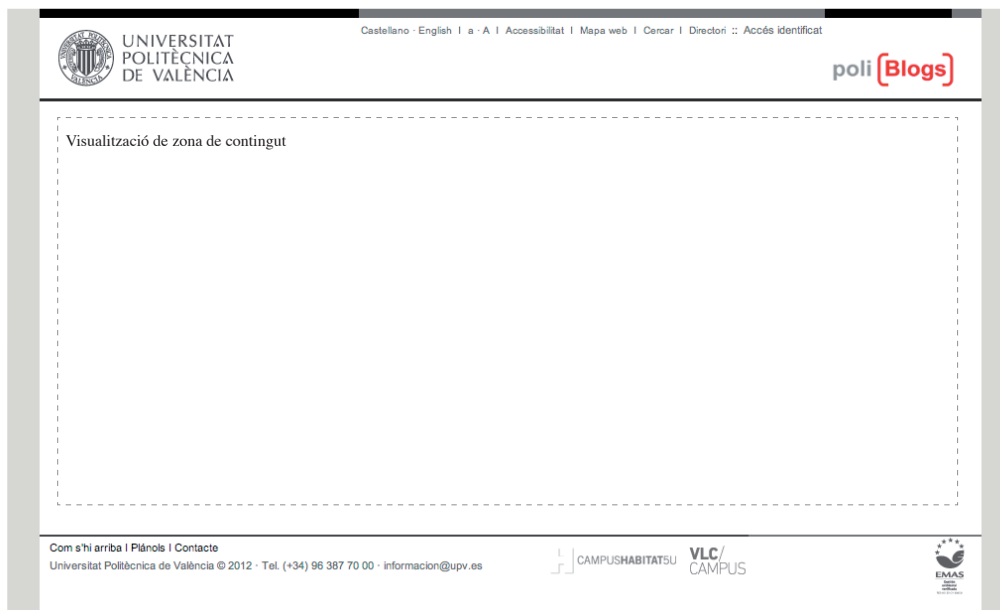 Castellano · English | a · A | Accessibilitat | Mapa web | Cercar | Directori :: Accés identificat
UNIVERSITAT
POLITÈCNICA
DE VALÈNCIA
poli [Blogs]
Visualització de zona de contingut
Com s'hi arriba I Plánols I Contacte
Universitat Politècnica de València © 2012 · Tel. (+34) 96 387 70 00 · informacion@upv.es
CAMPUSHABITAT5U
VLC/
CAMPUS
EMAS